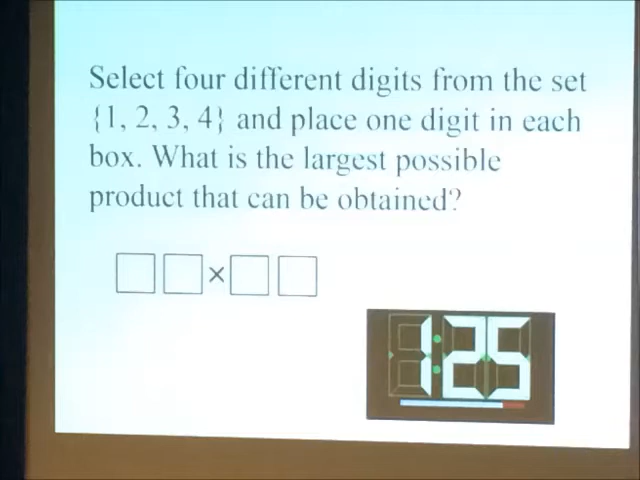 Select four different digits from the set
{1, 2, 3, 4} and place one digit in each
box. What is the largest possible
product that can be obtained?
×
1:25